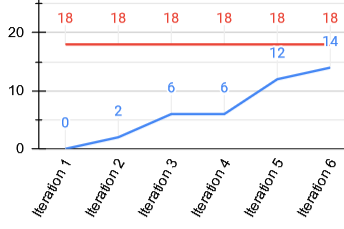 18 18 18 18 18 18
20
14
12
10
6 6
2
0
0
Iteration 1
Iteration 2
Iteration 3
Iteration 4
Iteration 5
Iteration 6